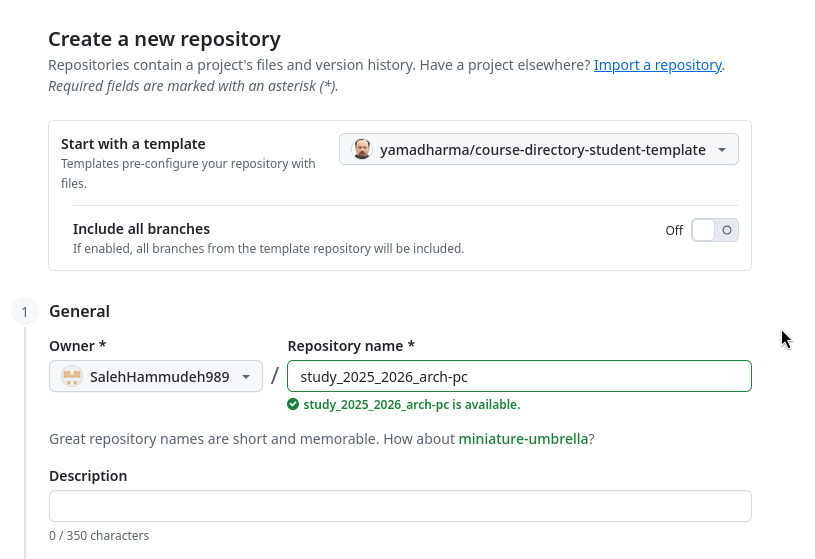 Create a new repository
Repositories contain a project's files and version history. Have a project elsewhere? Import a repository.
Required fields are marked with an asterisk (*).
Start with a template
Templates pre-configure your repository with
files.
yamadharma/course-directory-student-template
Include all branches
If enabled, all branches from the template repository will be included.
Off
1 General
Owner *
Repository name *
SalehHammudeh989 / study_2025_2026_arch-pc
study_2025_2026_arch-pc is available.
Great repository names are short and memorable. How about miniature-umbrella?
Description
0 / 350 characters